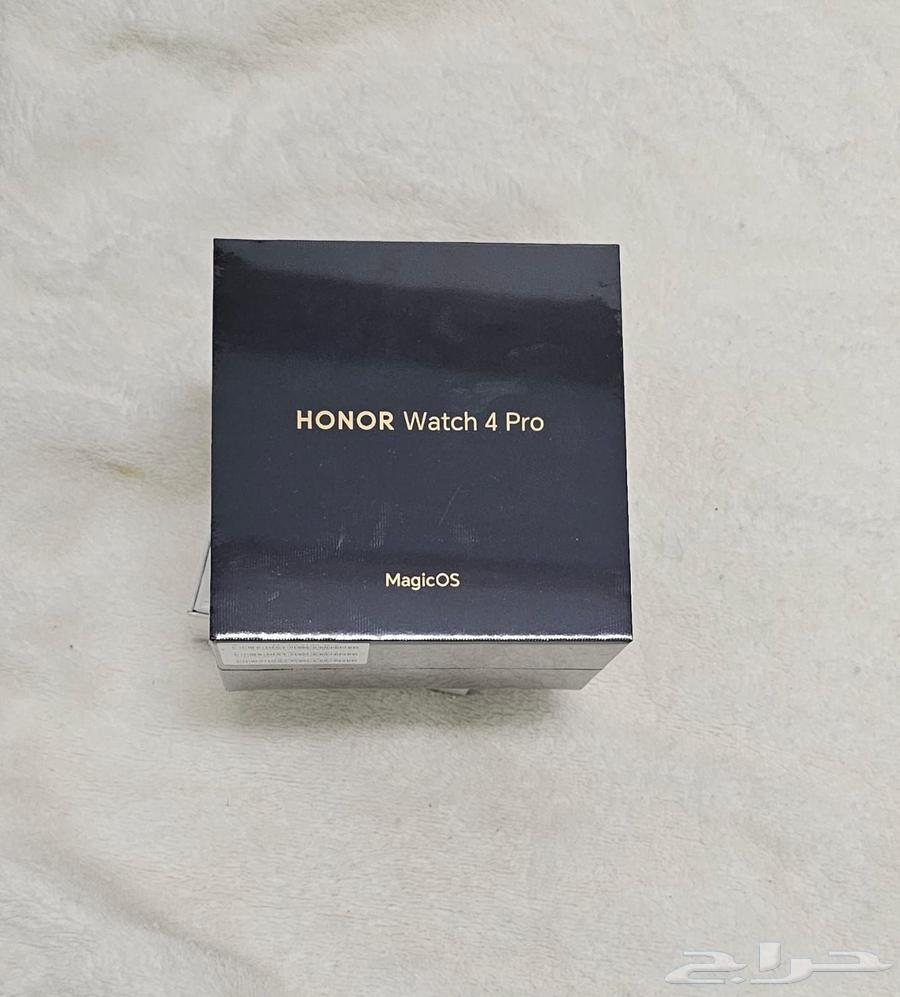 HONOR Watch 4 Pro
MagicOS
حراج